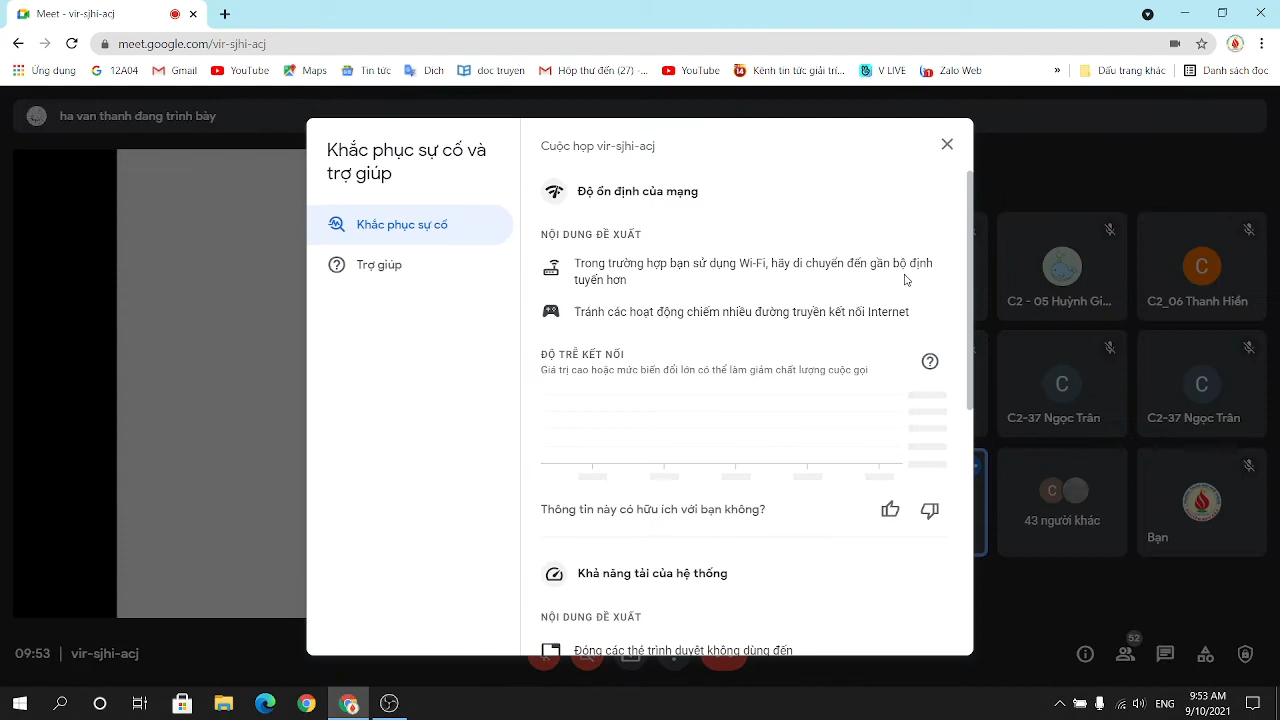 Meet - vir-sjhi-acj
meet.google.com/vir-sjhi-acj
Ứng dụng
12A04
Gmail
YouTube
Maps
Tin tức
Dịch
doc truyen
Hộp thư đến (27) -...
YouTube
Kênh tin tức giải trí...
V LIVE
Zalo Web
»
Dấu trang khác
Danh sách đọc
ha van thanh đang trình bày
Khắc phục sự cố và
trợ giúp
Khắc phục sự cố
Trợ giúp
Cuộc họp vir-sjhi-acj
Độ ổn định của mạng
NỘI DUNG ĐỀ XUẤT
Trong trường hợp bạn sử dụng Wi-Fi, hãy di chuyển đến gần bộ định
tuyến hơn
Tránh các hoạt động chiếm nhiều đường truyền kết nối Internet
ĐỘ TRỄ KẾT NỐI
Giá trị cao hoặc mức biến đổi lớn có thể làm giảm chất lượng cuộc gọi
Thông tin này có hữu ích với bạn không?
Khả năng tải của hệ thống
NỘI DUNG ĐỀ XUẤT
Đóng các thẻ trình duyệt không dùng đến
C2 - 05 Huỳnh Gi...
C
C2_06 Thanh Hiền
C
C2-37 Ngọc Trân
C
C2-37 Ngọc Trân
C
43 người khác
Bạn
09:53 | vir-sjhi-acj
52
ENG
9:53 AM
9/10/2021